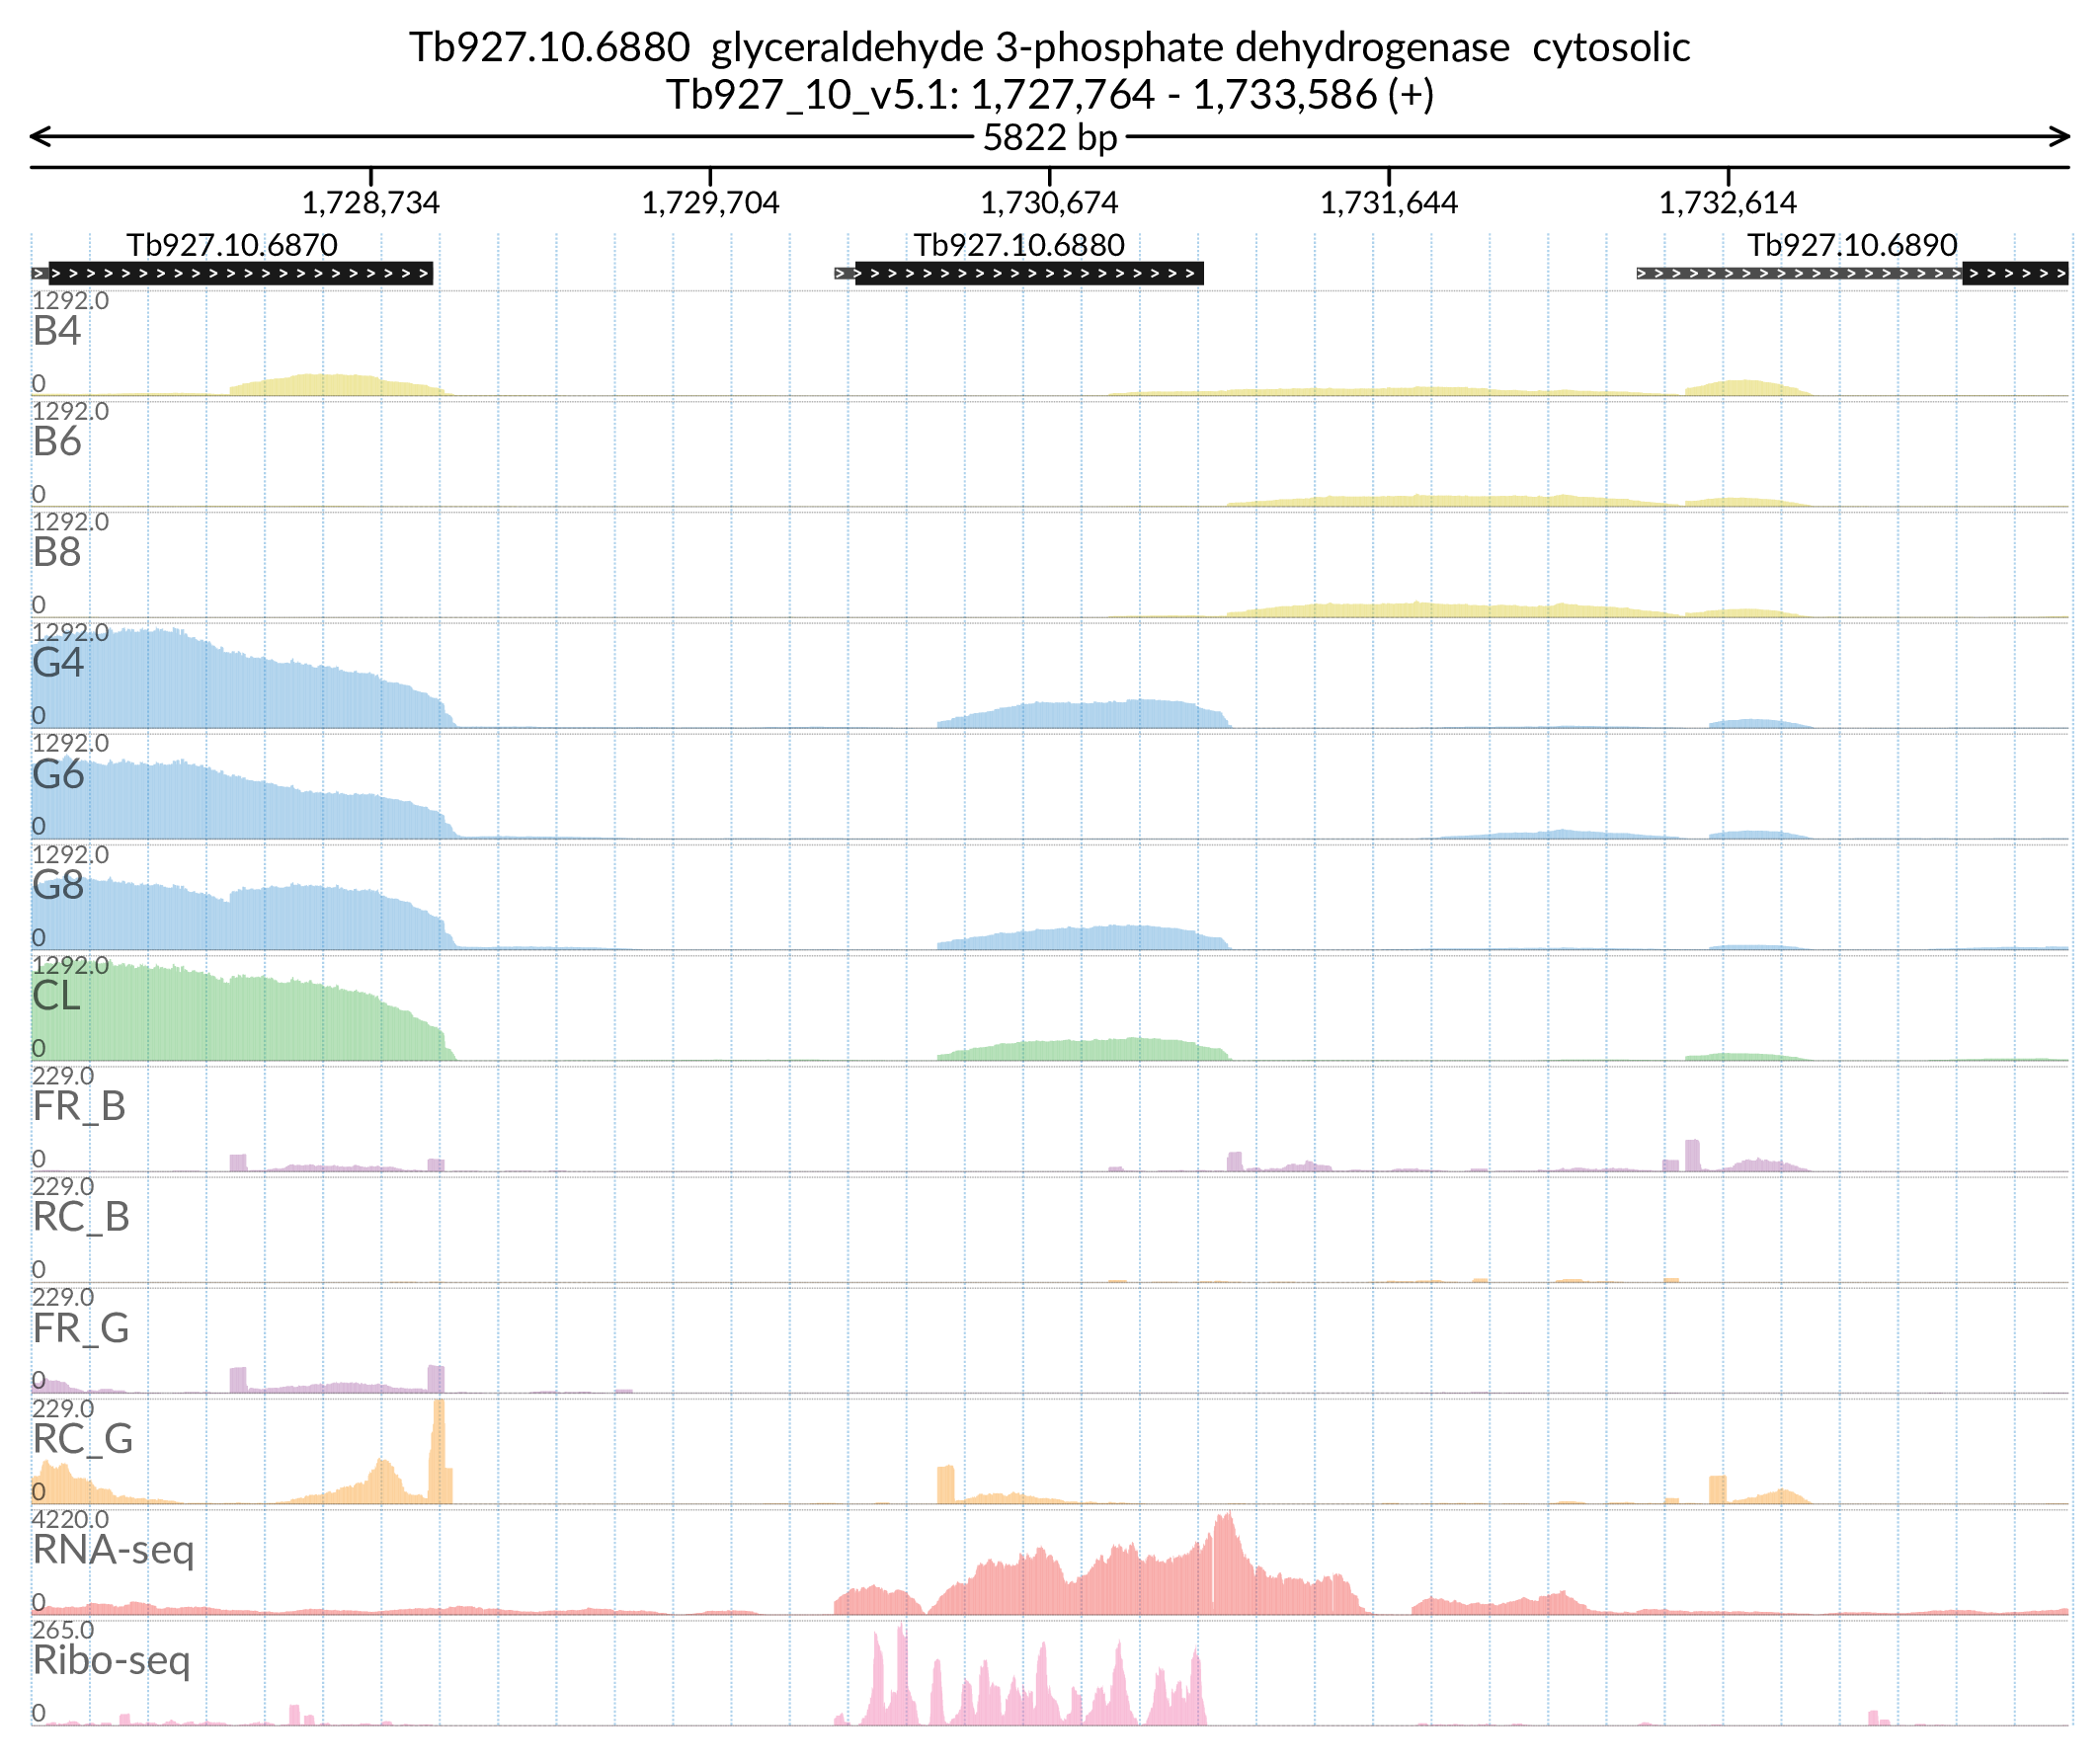 Tb927.10.6880 glyceraldehyde 3-phosphate dehydrogenase cytosolic
Tb927_10_v5.1: 1,727,764 - 1,733,586 (+)
5822 bp
1,728,734 1,729,704 1,730,674 1,731,644 1,732,614
Tb927.10.6870 Tb927.10.6880 Tb927.10.6890
1292.0
B4
0
1292.0
B6
0
1292.0
B8
0
1292.0
G4
0
1292.0
G6
0
1292.0
G8
0
1292.0
CL
0
229.0
FR_B
0
229.0
RC_B
0
229.0
FR_G
0
229.0
RC_G
0
4220.0
RNA-seq
0
265.0
Ribo-seq
0